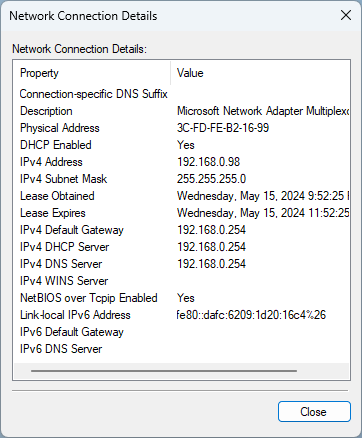 Network Connection Details
Network Connection Details:
Property Value
Connection-specific DNS Suffix
Description Microsoft Network Adapter Multiplexo
Physical Address 3C-FD-FE-B2-16-99
DHCP Enabled Yes
IPv4 Address 192.168.0.98
IPv4 Subnet Mask 255.255.255.0
Lease Obtained Wednesday, May 15, 2024 9:52:25
Lease Expires Wednesday, May 15, 2024 11:52:25
IPv4 Default Gateway 192.168.0.254
IPv4 DHCP Server 192.168.0.254
IPv4 DNS Server 192.168.0.254
IPv4 WINS Server
NetBIOS over Tcpip Enabled Yes
Link-local IPv6 Address fe80::dafc:6209:1d20:16c4%26
IPv6 Default Gateway
IPv6 DNS Server
Close